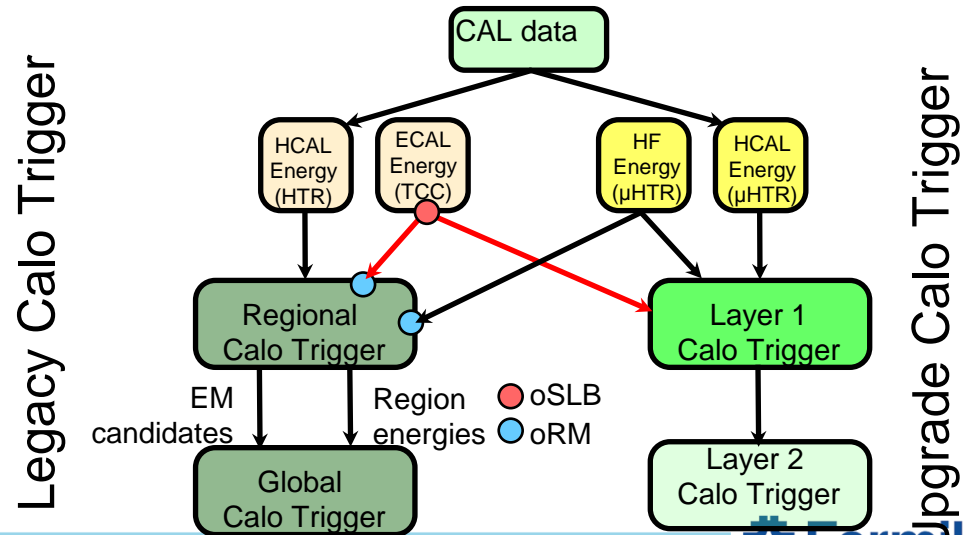 Legacy Calo Trigger
CAL data
HCAL
Energy
(HTR)
ECAL
Energy
(TCC)
HF
Energy
(µHTR)
HCAL
Energy
(µHTR)
Regional
Calo Trigger
Layer 1
Calo Trigger
EM
candidates
Region
energies
oSLB
oRM
Global
Calo Trigger
Layer 2
Calo Trigger
Upgrade Calo Trigger